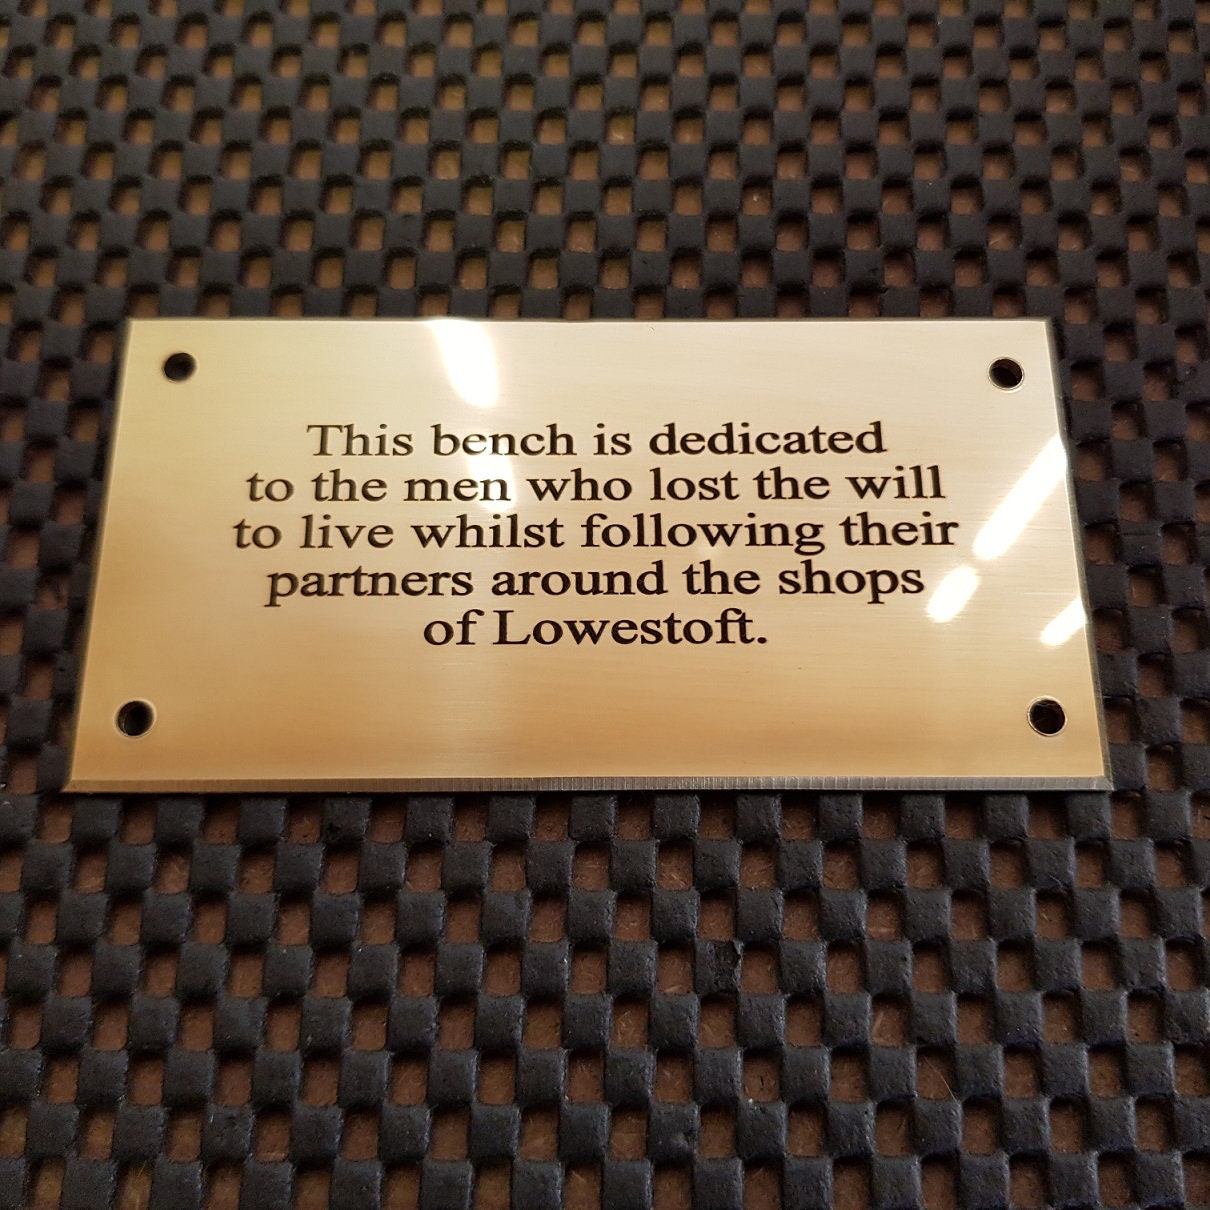 This bench is dedicated
to the men who lost the will
to live whilst following their
partners around the shops
of Lowestoft.